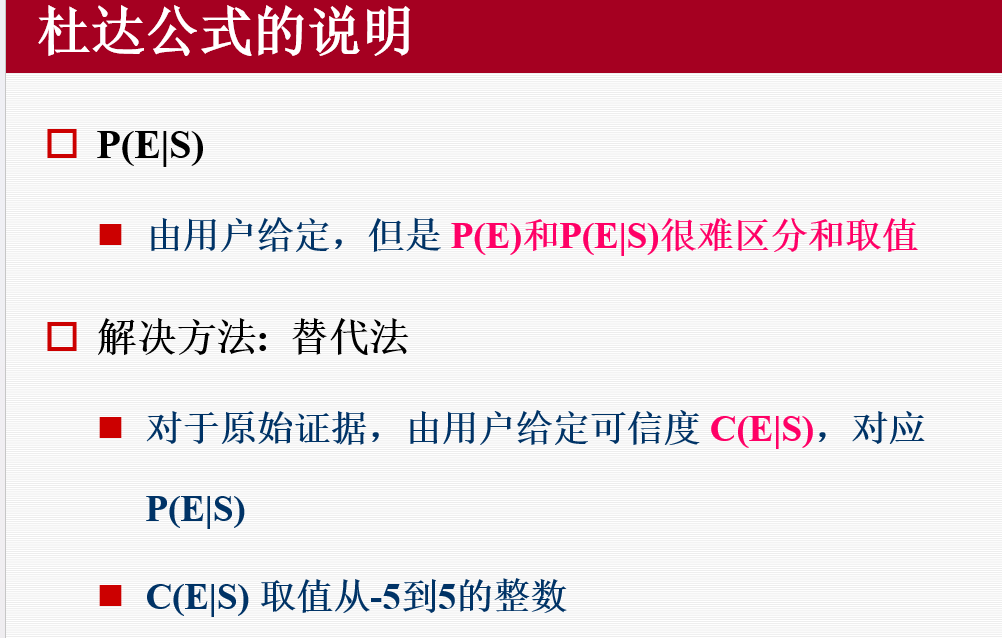 杜达公式的说明
P(E|S)
由用户给定，但是 P(E)和P(E|S)很难区分和取值
解决方法：替代法
对于原始证据，由用户给定可信度 C(E|S)，对应
P(E|S)
C(E|S) 取值从-5到5的整数